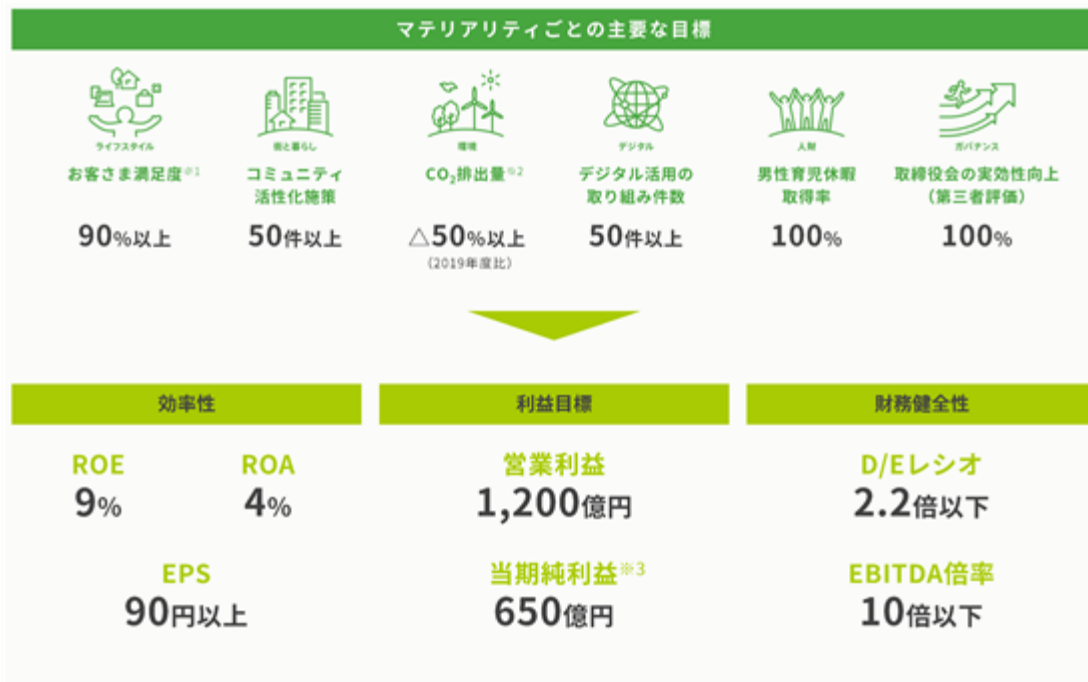 マテリアリティごとの主要な目標
ライフスタイル
街と暮らし
環境
デジタル
人財
ガバナンス
お客さま満足度※1
コミュニティ
活性化施策
CO₂排出量※2
デジタル活用の
取り組み件数
男性育児休暇
取得率
取締役会の実効性向上
（第三者評価）
90%以上
50件以上
△50%以上
（2019年度比）
50件以上
100%
100%
効率性
利益目標
財務健全性
ROE
9%
ROA
4%
営業利益
1,200億円
D/Eレシオ
2.2倍以下
EPS
90円以上
当期純利益※3
650億円
EBITDA倍率
10倍以下